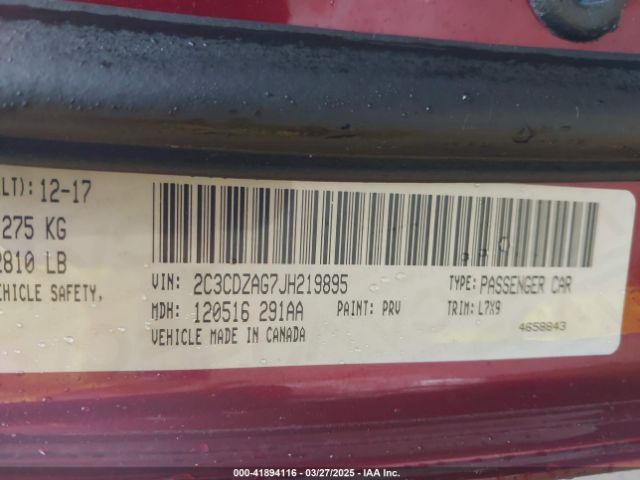 LT): 12-17
275 KG
2810 LB
VEHICLE SAFETY,
VIN: 2C3CDZAG7JH219895 TYPE: PASSENGER CAR
MDH: 120516 291AA PAINT: PRV TRIM: L7X9
VEHICLE MADE IN CANADA 4658843
000-41894116 - 03/27/2025 - IAA Inc.